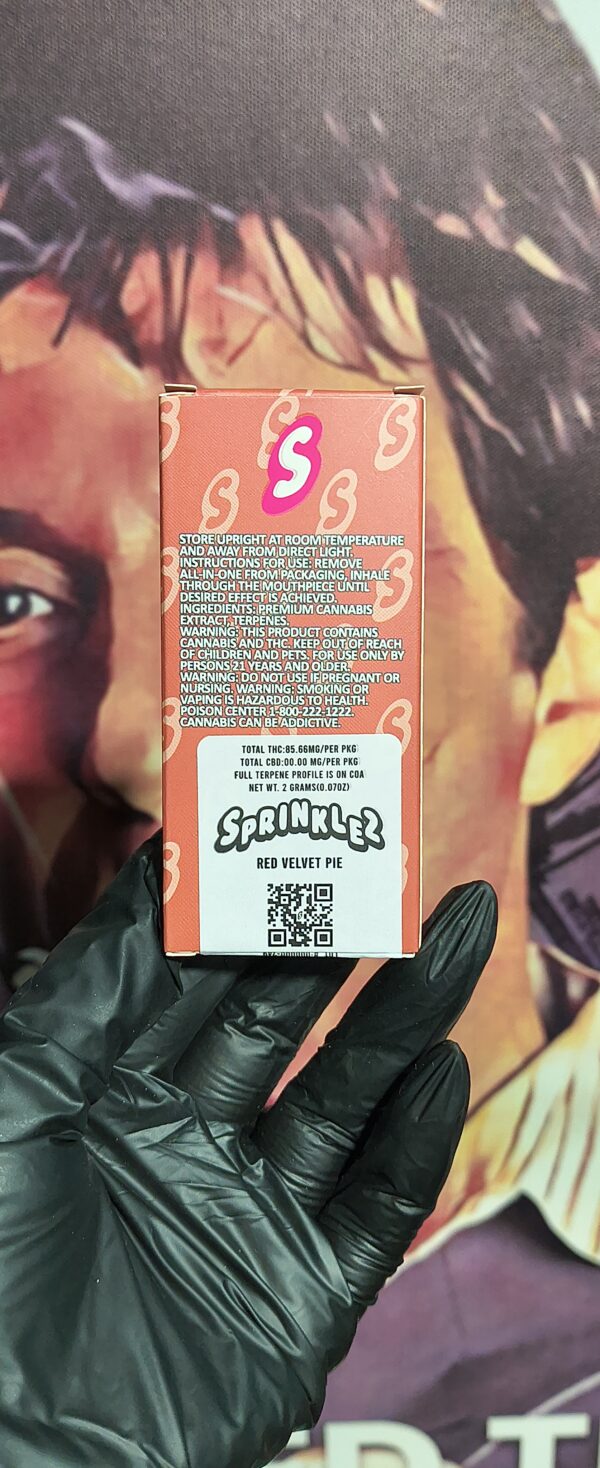 S
STORE UPRIGHT AT ROOM TEMPERATURE
AND AWAY FROM DIRECT LIGHT.
INSTRUCTIONS FOR USE: REMOVE
ALL-IN-ONE FROM PACKAGING, INHALE
THROUGH THE MOUTHPIECE UNTIL
DESIRED EFFECT IS ACHIEVED.
INGREDIENTS: PREMIUM CANNABIS
EXTRACT, TERPENES.
WARNING: THIS PRODUCT CONTAINS
CANNABIS AND THC. KEEP OUT OF REACH
OF CHILDREN AND PETS. FOR USE ONLY BY
PERSONS 21 YEARS AND OLDER.
WARNING: DO NOT USE IF PREGNANT OR
NURSING. WARNING: SMOKING OR
VAPING IS HAZARDOUS TO HEALTH.
POISON CENTER 1-800-222-1222.
CANNABIS CAN BE ADDICTIVE.
TOTAL THC:85.66MG/PER PKG
TOTAL CBD:00.00 MG/PER PKG
FULL TERPENE PROFILE IS ON COA
NET WT. 2 GRAMS(0.07OZ)
SPRINKLEZ
RED VELVET PIE